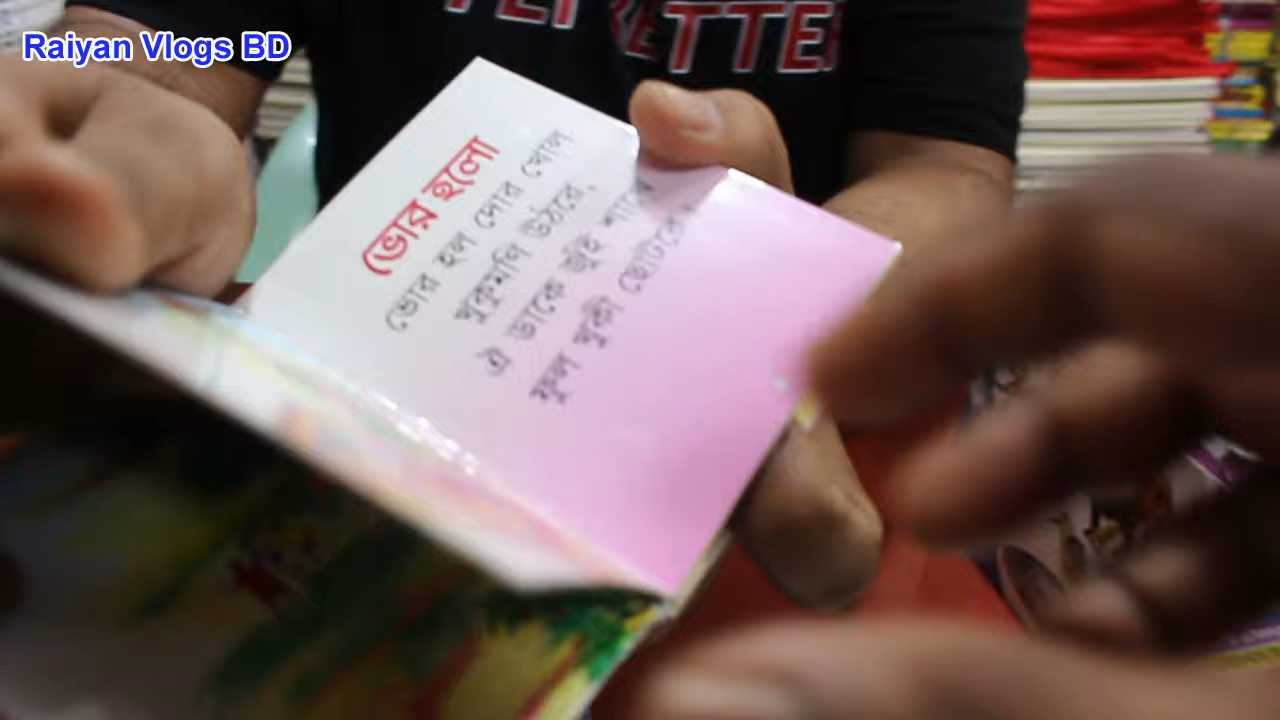 Raiyan Vlogs BD
ভোর হলো
ভোর হল দোর খোল
খুকুমণি উঠরে,
ঐ ডাকে জুঁই শাখে
ফুল খুকী ছোটরে